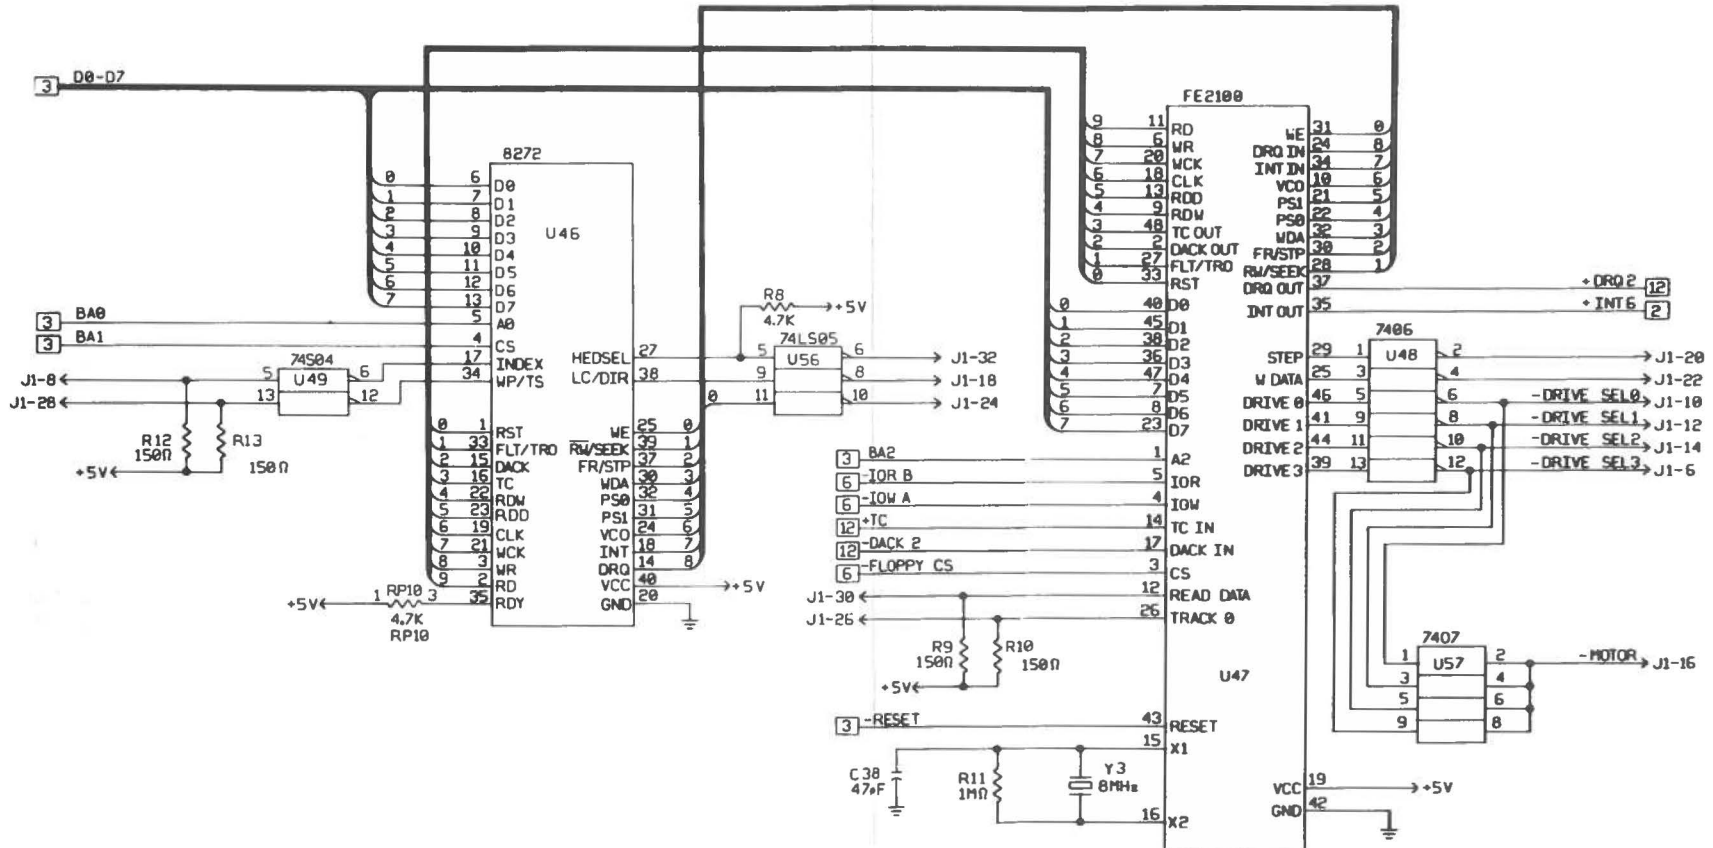 3 D0-D7
8272
U46
0 6 D0
1 7 D1
2 8 D2
3 9 D3
4 10 D4
5 11 D5
6 12 D6
7 13 D7
3 BA0 5 A0
3 BA1 4 CS
17 INDEX
34 WP/TS
74S04
U49
J1-8 5 6
J1-28 13 12
R12
150Ω
R13
150Ω
+5V
0 1 RST
1 33 FLT/TRO
2 15 DACK
3 16 TC
4 22 RDW
5 23 RDD
6 19 CLK
7 21 WCK
8 3 WR
9 2 RD
35 RDY
+5V 1 RP10 3
4.7K
RP10
HEDSEL 27
LC/DIR 38
WE 25 0
RW/SEEK 39 1
FR/STP 37 2
WDA 30 3
PS0 32 4
PS1 31 5
VCO 24 6
INT 18 7
DRQ 14 8
VCC 40 +5V
GND 20
R8
4.7K
+5V
74LS05
U56
5 6 J1-32
9 8 J1-18
0 11 10 J1-24
FE2100
U47
9 11 RD
8 6 WR
7 20 WCK
6 18 CLK
5 13 RDD
4 9 RDW
3 48 TC OUT
2 2 DACK OUT
1 27 FLT/TRO
0 33 RST
0 40 D0
1 45 D1
2 38 D2
3 36 D3
4 47 D4
5 7 D5
6 8 D6
7 23 D7
3 BA2 1 A2
6 -IOR B 5 IOR
6 -IOW A 4 IOW
12 +TC 14 TC IN
12 -DACK 2 17 DACK IN
6 -FLOPPY CS 3 CS
J1-30 12 READ DATA
J1-26 26 TRACK 0
R9
150Ω
R10
150Ω
+5V
3 -RESET 43 RESET
15 X1
16 X2
C38
47pF
R11
1MΩ
Y3
8MHz
WE 31 0
DRQ IN 24 8
INT IN 34 7
VCO 10 6
PS1 21 5
PS0 22 4
WDA 32 3
FR/STP 30 2
RW/SEEK 28 1
DRQ OUT 37 +DRQ2 12
INT OUT 35 +INT6 2
7406
U48
STEP 29 1 2 J1-20
W DATA 25 3 4 J1-22
DRIVE 0 46 5 6 -DRIVE SEL0 J1-10
DRIVE 1 41 9 8 -DRIVE SEL1 J1-12
DRIVE 2 44 11 10 -DRIVE SEL2 J1-14
DRIVE 3 39 13 12 -DRIVE SEL3 J1-6
7407
U57
1 2 -MOTOR J1-16
3 4
5 6
9 8
VCC 19 +5V
GND 42